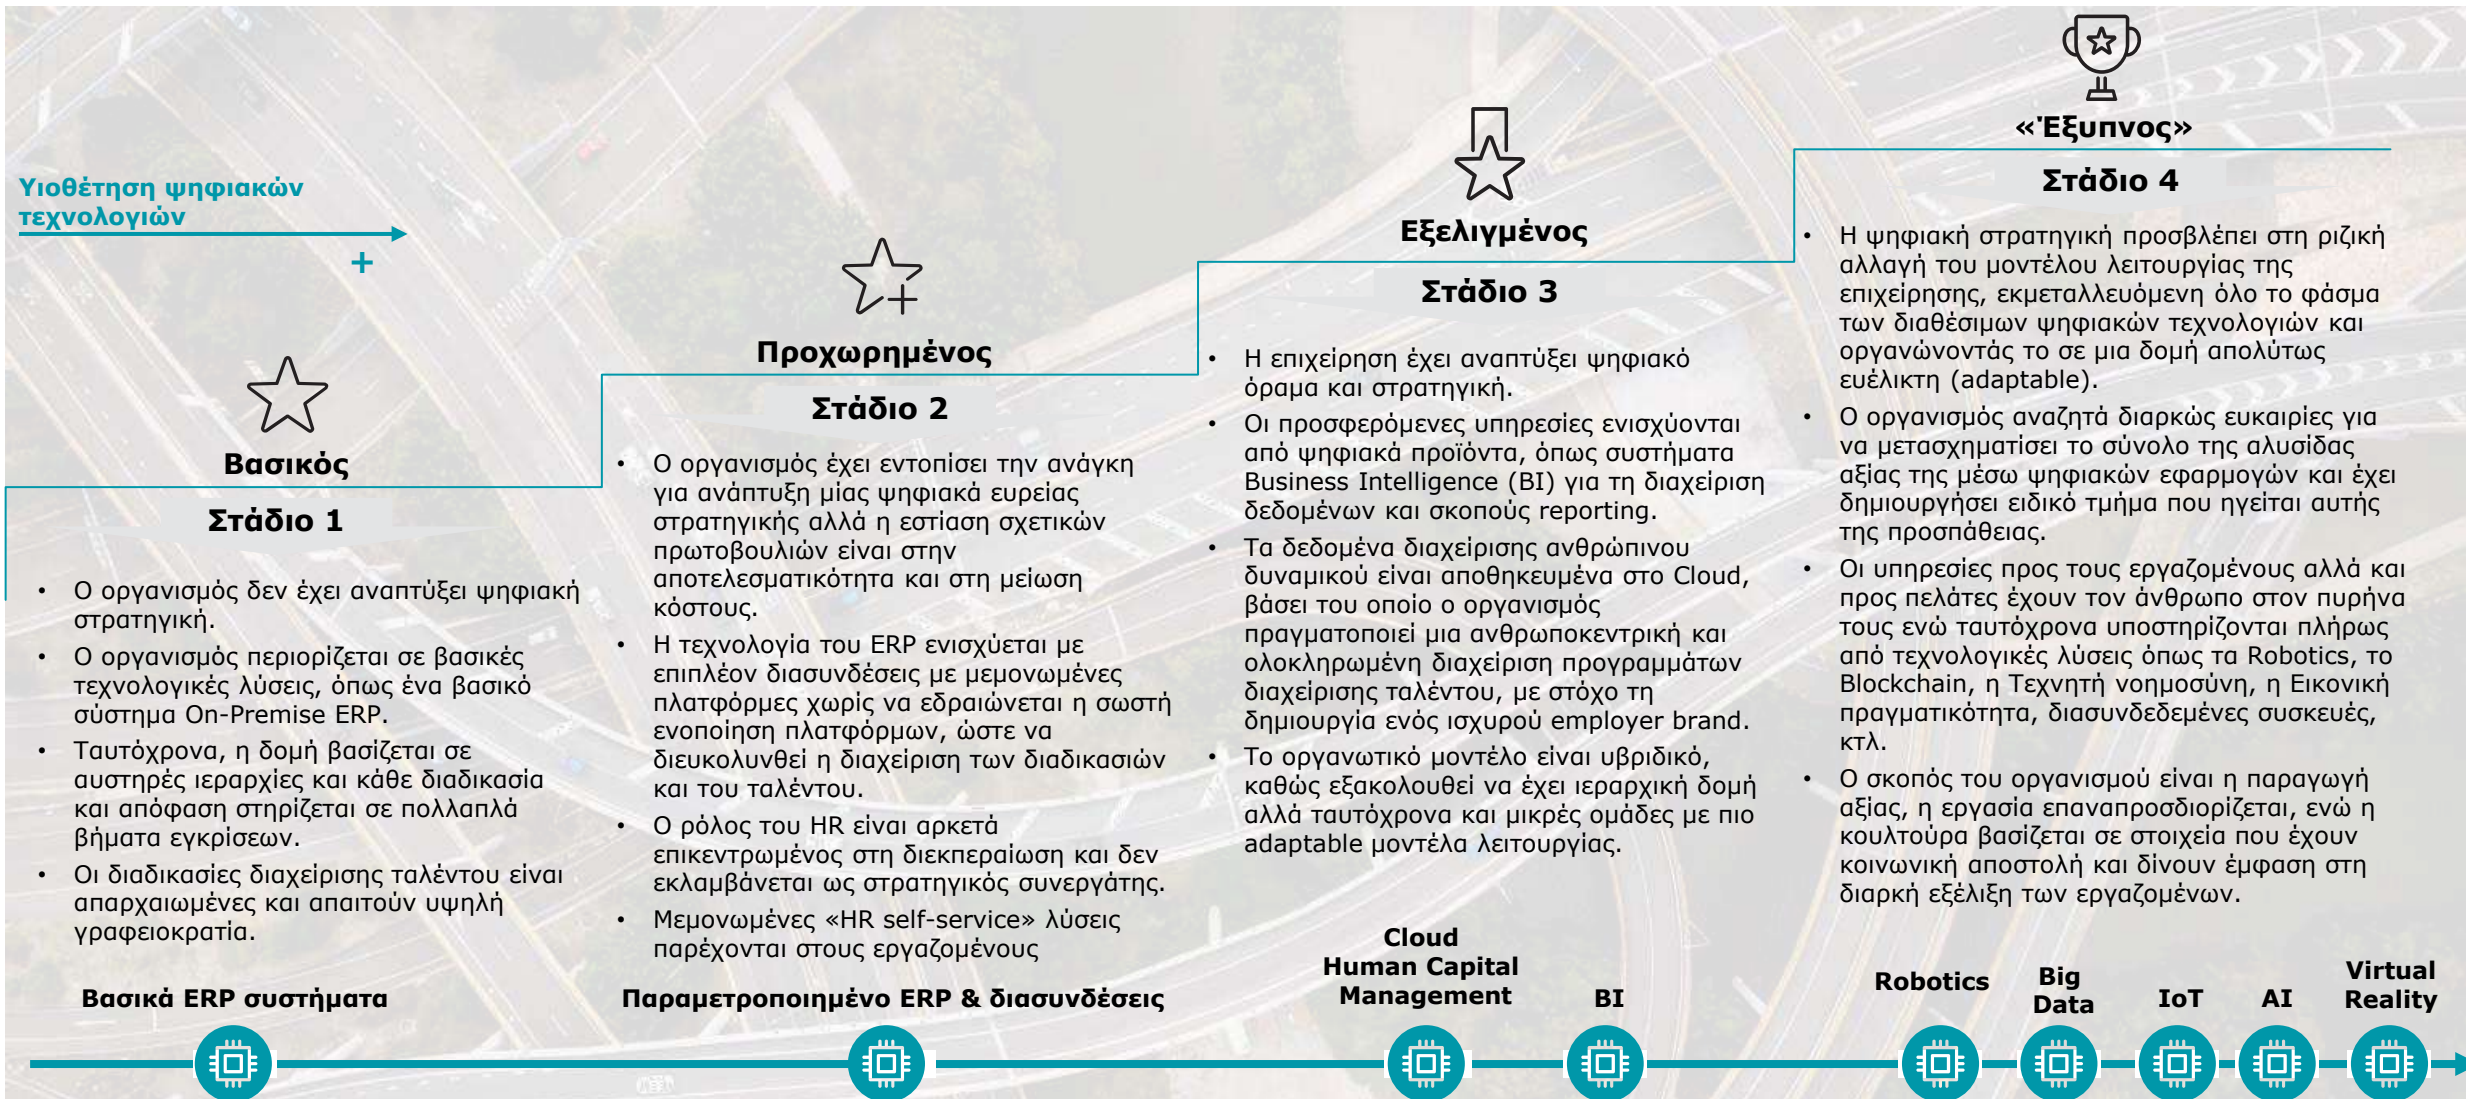 Υιοθέτηση ψηφιακών
τεχνολογιών
+
Βασικός
Στάδιο 1
• Ο οργανισμός δεν έχει αναπτύξει ψηφιακή
στρατηγική.
• Ο οργανισμός περιορίζεται σε βασικές
τεχνολογικές λύσεις, όπως ένα βασικό
σύστημα On-Premise ERP.
• Ταυτόχρονα, η δομή βασίζεται σε
αυστηρές ιεραρχίες και κάθε διαδικασία
και απόφαση στηρίζεται σε πολλαπλά
βήματα εγκρίσεων.
• Οι διαδικασίες διαχείρισης ταλέντου είναι
απαρχαιωμένες και απαιτούν υψηλή
γραφειοκρατία.
Βασικά ERP συστήματα
Προχωρημένος
Στάδιο 2
• Ο οργανισμός έχει εντοπίσει την ανάγκη
για ανάπτυξη μίας ψηφιακά ευρείας
στρατηγικής αλλά η εστίαση σχετικών
πρωτοβουλιών είναι στην
αποτελεσματικότητα και στη μείωση
κόστους.
• Η τεχνολογία του ERP ενισχύεται με
επιπλέον διασυνδέσεις με μεμονωμένες
πλατφόρμες χωρίς να εδραιώνεται η σωστή
ενοποίηση πλατφόρμων, ώστε να
διευκολυνθεί η διαχείριση των διαδικασιών
και του ταλέντου.
• Ο ρόλος του HR είναι αρκετά
επικεντρωμένος στη διεκπεραίωση και δεν
εκλαμβάνεται ως στρατηγικός συνεργάτης.
• Μεμονωμένες «HR self-service» λύσεις
παρέχονται στους εργαζομένους
Παραμετροποιημένο ERP & διασυνδέσεις
Εξελιγμένος
Στάδιο 3
• Η επιχείρηση έχει αναπτύξει ψηφιακό
όραμα και στρατηγική.
• Οι προσφερόμενες υπηρεσίες ενισχύονται
από ψηφιακά προϊόντα, όπως συστήματα
Business Intelligence (BI) για τη διαχείριση
δεδομένων και σκοπούς reporting.
• Τα δεδομένα διαχείρισης ανθρώπινου
δυναμικού είναι αποθηκευμένα στο Cloud,
βάσει του οποίο ο οργανισμός
πραγματοποιεί μια ανθρωποκεντρική και
ολοκληρωμένη διαχείριση προγραμμάτων
διαχείρισης ταλέντου, με στόχο τη
δημιουργία ενός ισχυρού employer brand.
• Το οργανωτικό μοντέλο είναι υβριδικό,
καθώς εξακολουθεί να έχει ιεραρχική δομή
αλλά ταυτόχρονα και μικρές ομάδες με πιο
adaptable μοντέλα λειτουργίας.
Cloud
Human Capital
Management
BI
«Έξυπνος»
Στάδιο 4
• Η ψηφιακή στρατηγική προσβλέπει στη ριζική
αλλαγή του μοντέλου λειτουργίας της
επιχείρησης, εκμεταλλευόμενη όλο το φάσμα
των διαθέσιμων ψηφιακών τεχνολογιών και
οργανώνοντάς το σε μια δομή απολύτως
ευέλικτη (adaptable).
• Ο οργανισμός αναζητά διαρκώς ευκαιρίες για
να μετασχηματίσει το σύνολο της αλυσίδας
αξίας της μέσω ψηφιακών εφαρμογών και έχει
δημιουργήσει ειδικό τμήμα που ηγείται αυτής
της προσπάθειας.
• Οι υπηρεσίες προς τους εργαζομένους αλλά και
προς πελάτες έχουν τον άνθρωπο στον πυρήνα
τους ενώ ταυτόχρονα υποστηρίζονται πλήρως
από τεχνολογικές λύσεις όπως τα Robotics, το
Blockchain, η Τεχνητή νοημοσύνη, η Εικονική
πραγματικότητα, διασυνδεδεμένες συσκευές,
κτλ.
• Ο σκοπός του οργανισμού είναι η παραγωγή
αξίας, η εργασία επαναπροσδιορίζεται, ενώ η
κουλτούρα βασίζεται σε στοιχεία που έχουν
κοινωνική αποστολή και δίνουν έμφαση στη
διαρκή εξέλιξη των εργαζομένων.
Robotics
Big
Data
IoT
AI
Virtual
Reality